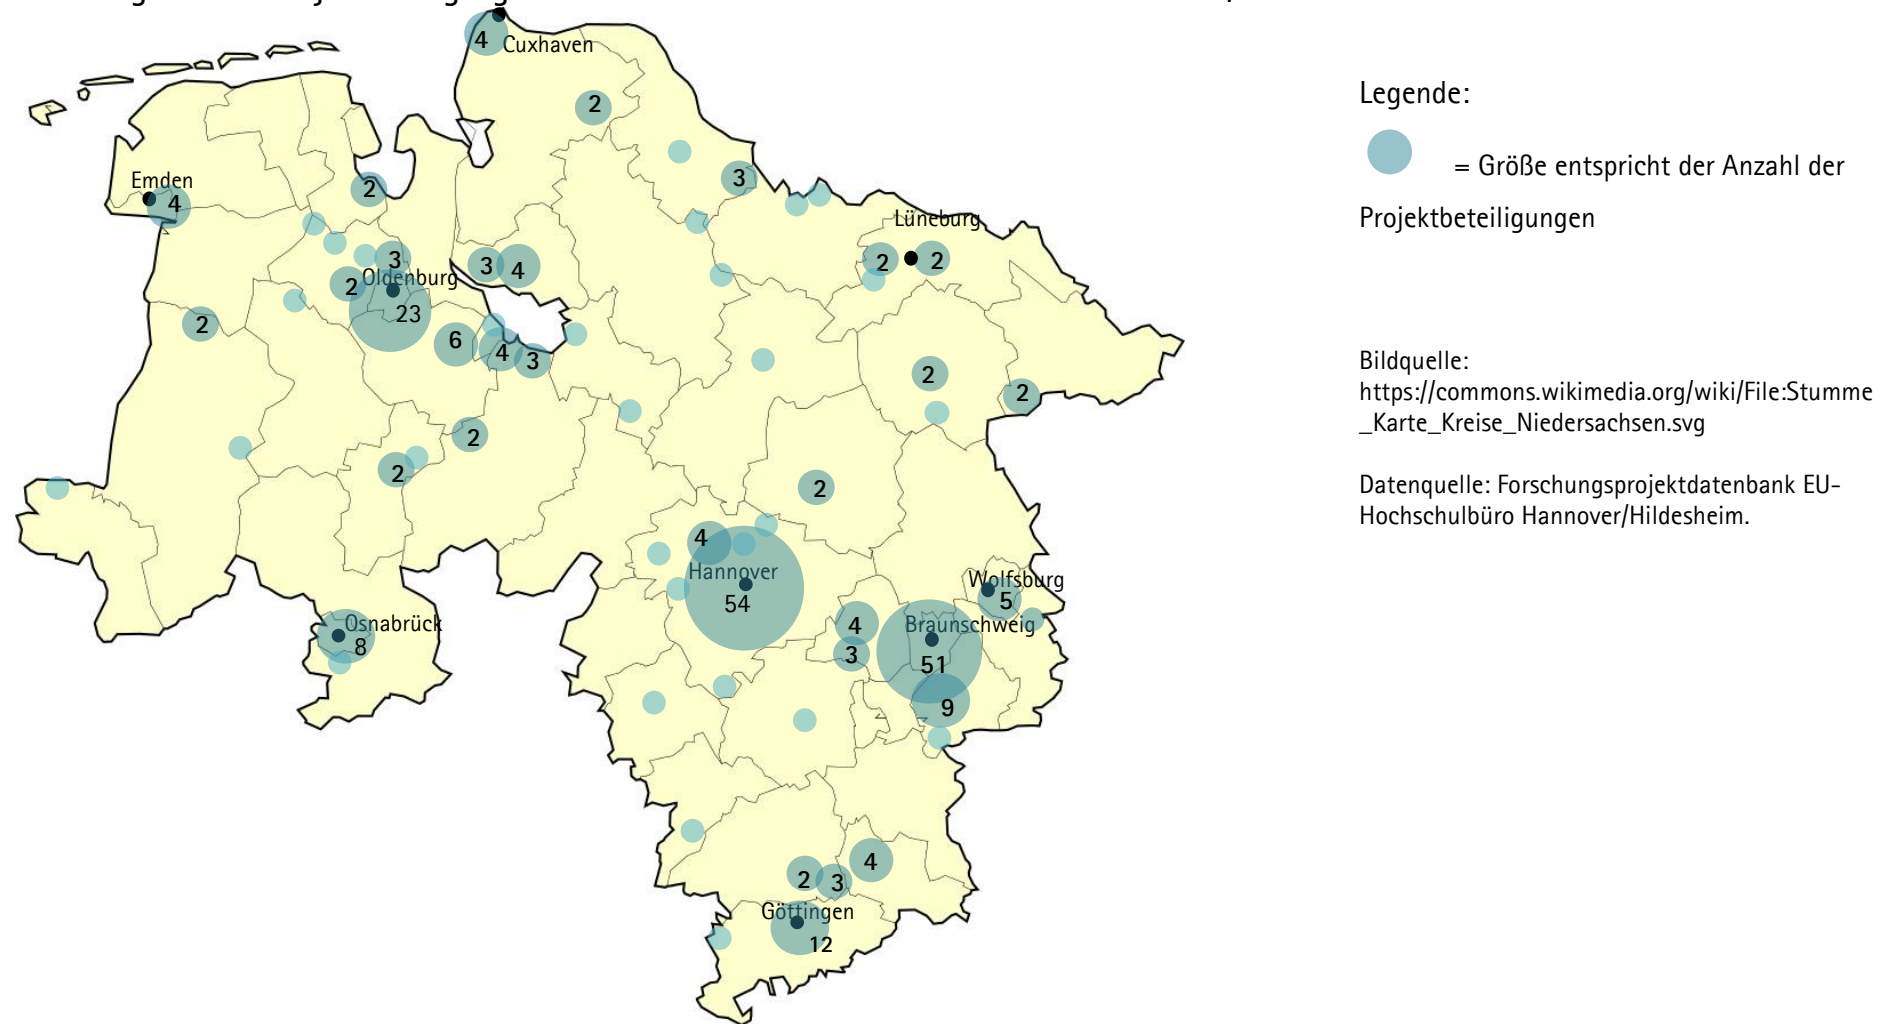 4
Cuxhaven
2
Legende:
= Größe entspricht der Anzahl der
Projektbeteiligungen
3
Emden
4
2
Lüneburg
2
2
3
3
4
Oldenburg
2
23
2
6
4
3
2
2
Bildquelle:
https://commons.wikimedia.org/wiki/File:Stumme
_Karte_Kreise_Niedersachsen.svg
2
2
2
Datenquelle: Forschungsprojektdatenbank EU-
Hochschulbüro Hannover/Hildesheim.
4
Hannover
54
Wolfsburg
5
4
Braunschweig
3
51
Osnabrück
8
9
4
2
3
Göttingen
12